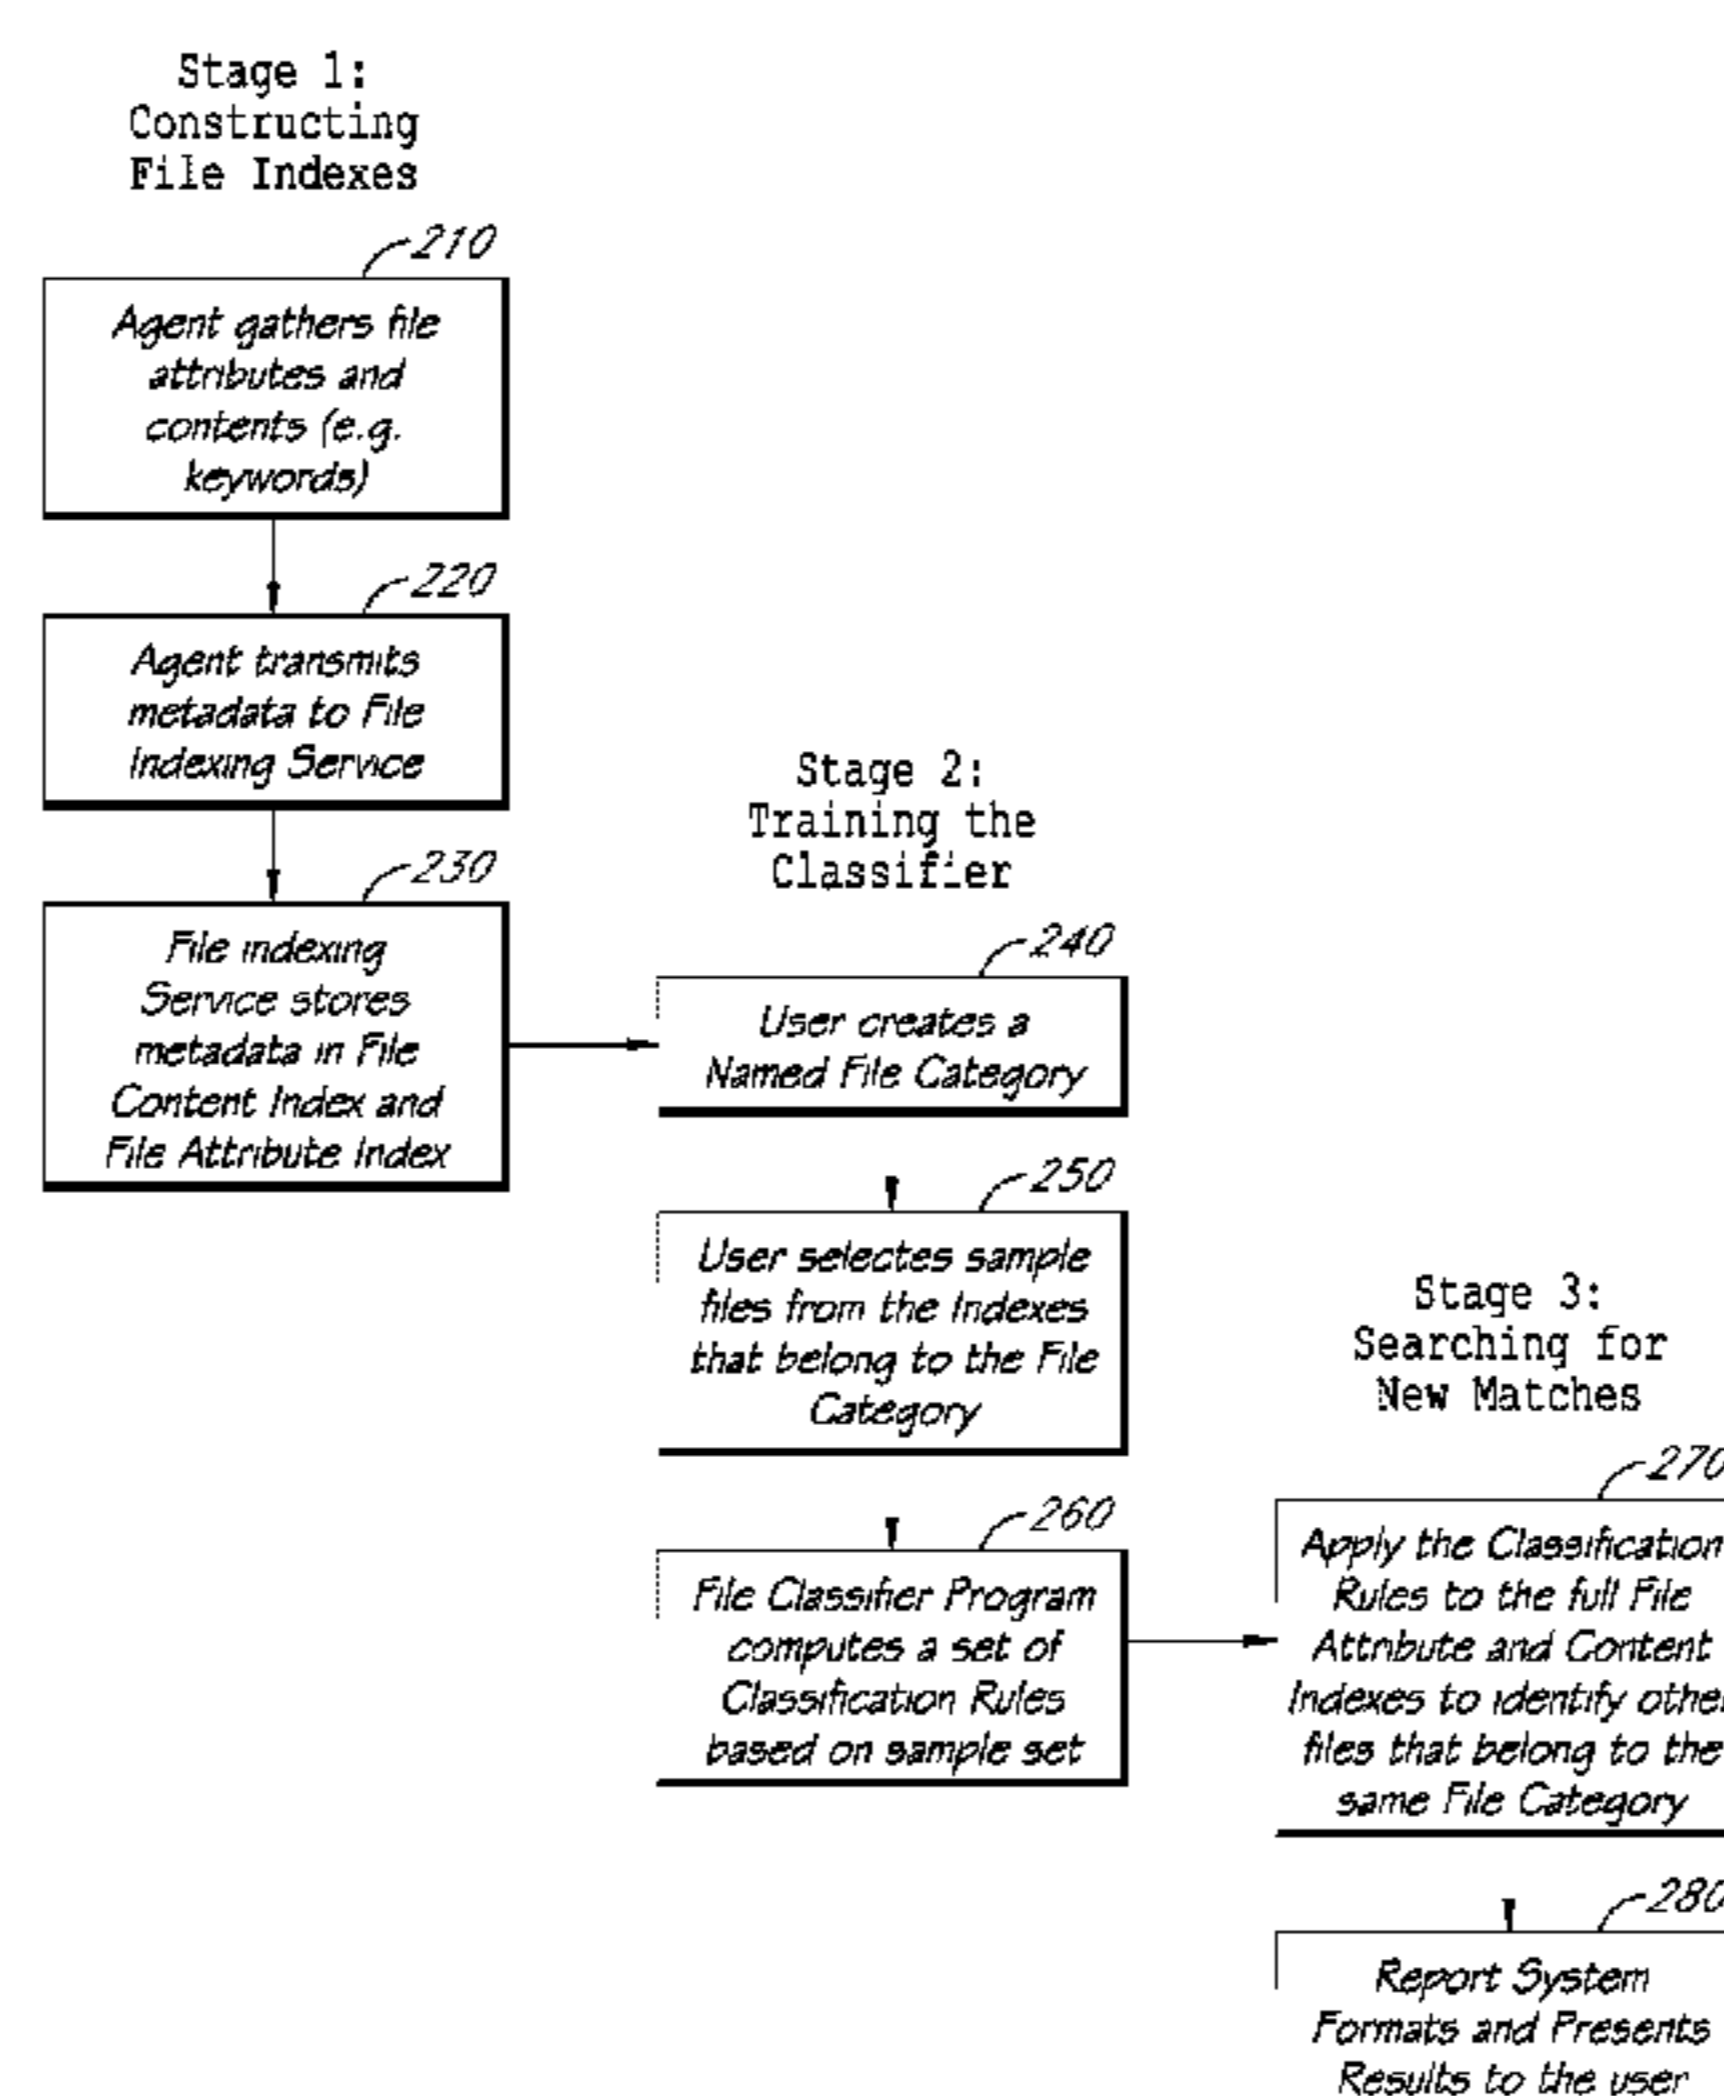 Stage 1:
Constructing
File Indexes
210
Agent gathers file
attributes and
contents (e.g.
keywords)
220
Agent transmits
metadata to File
Indexing Service
230
File indexing
Service stores
metadata in File
Content Index and
File Attribute Index
Stage 2:
Training the
Classifier
240
User creates a
Named File Category
250
User selectes sample
files from the Indexes
that belong to the File
Category
260
File Classifier Program
computes a set of
Classification Rules
based on sample set
Stage 3:
Searching for
New Matches
270
Apply the Classification
Rules to the full File
Attribute and Content
Indexes to identify other
files that belong to the
same File Category
280
Report System
Formats and Presents
Results to the user